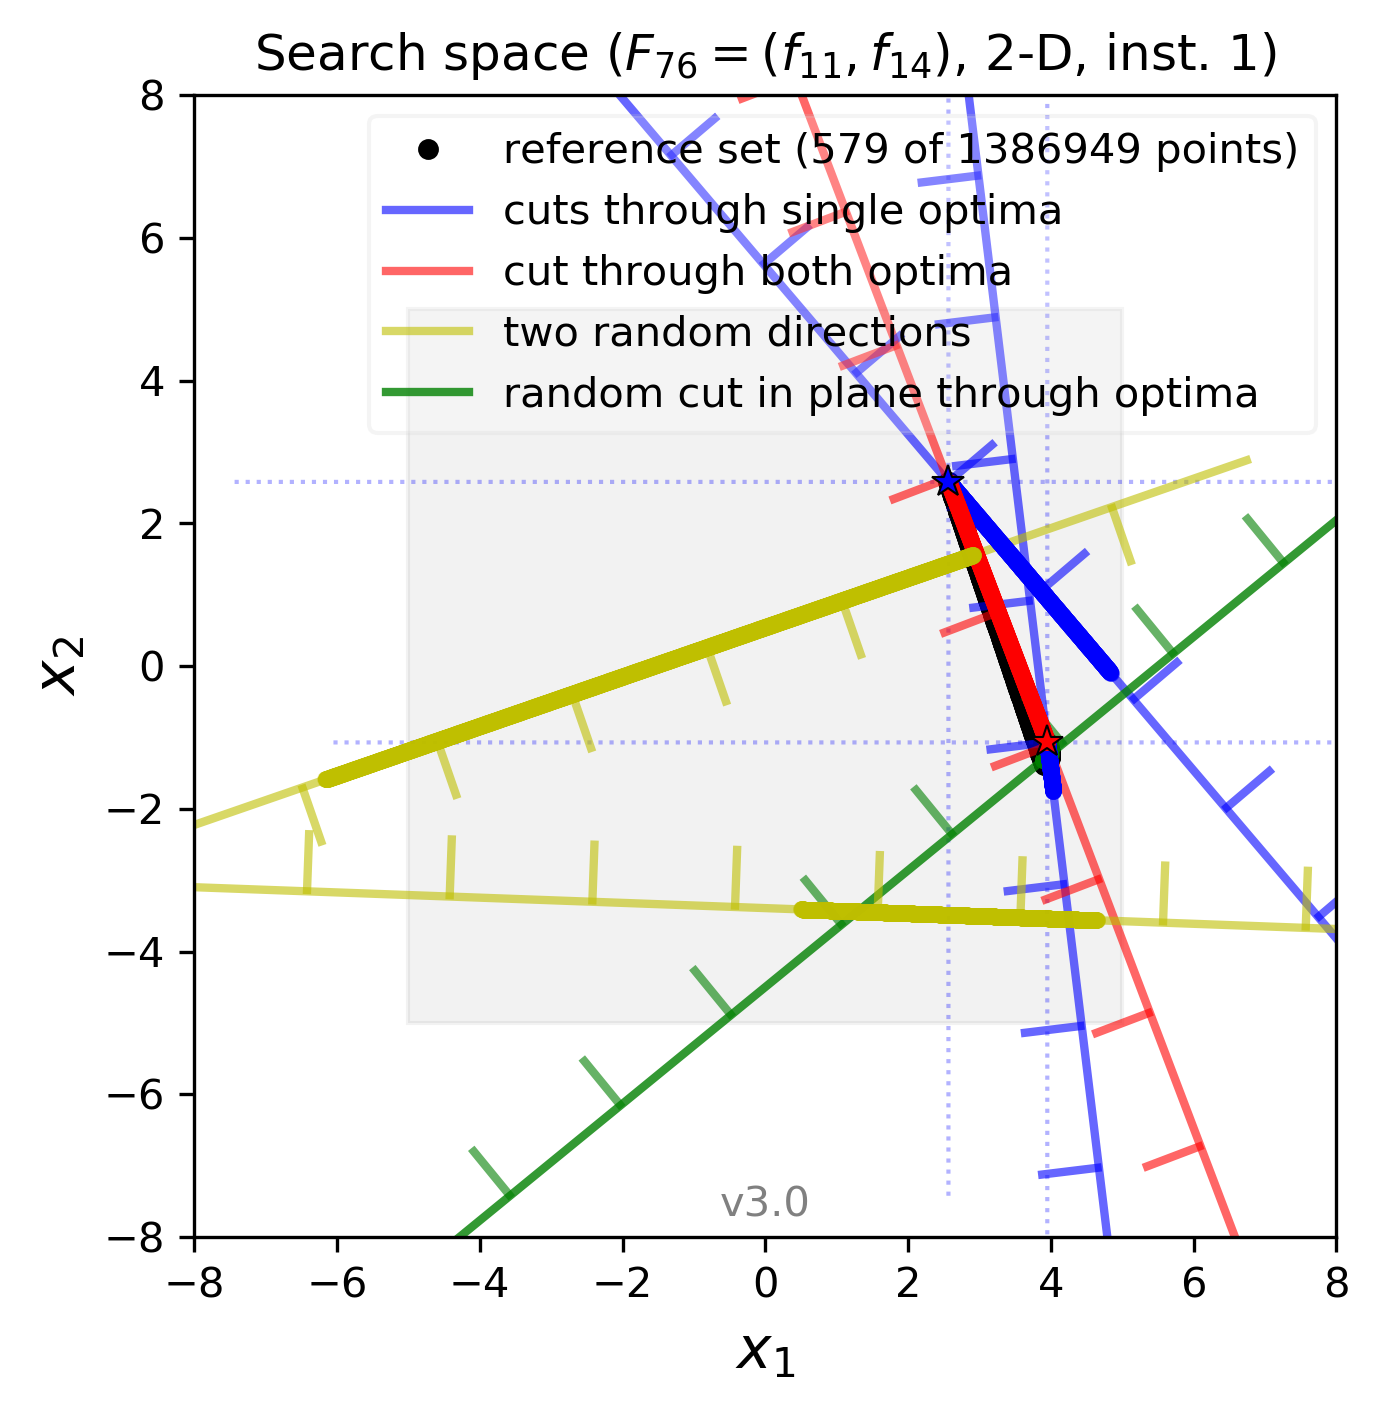 Search space (F₇₆ = (f₁₁, f₁₄), 2-D, inst. 1)
reference set (579 of 1386949 points)
cuts through single optima
cut through both optima
two random directions
random cut in plane through optima
8
6
4
2
0
−2
−4
−6
−8
x₂
v3.0
−8 −6 −4 −2 0 2 4 6 8
x₁